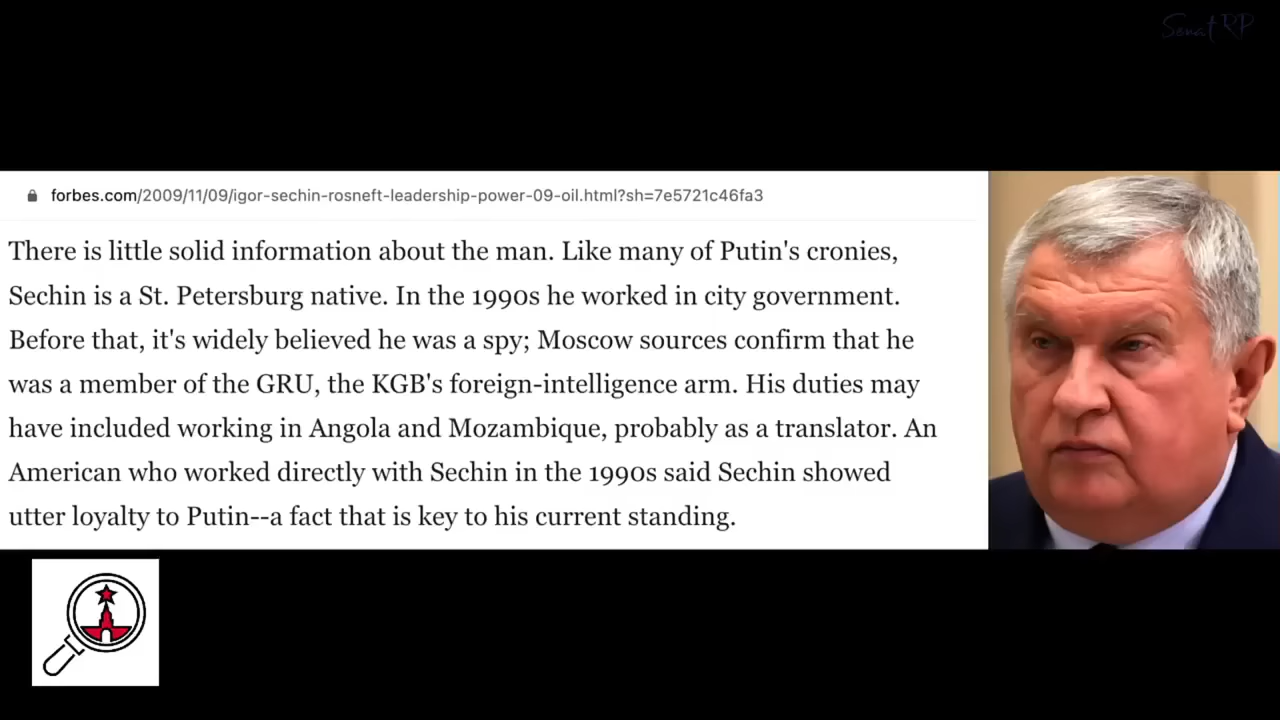 Sonat RP
forbes.com/2009/11/09/igor-sechin-rosneft-leadership-power-09-oil.html?sh=7e5721c46fa3
There is little solid information about the man. Like many of Putin's cronies,
Sechin is a St. Petersburg native. In the 1990s he worked in city government.
Before that, it's widely believed he was a spy; Moscow sources confirm that he
was a member of the GRU, the KGB's foreign-intelligence arm. His duties may
have included working in Angola and Mozambique, probably as a translator. An
American who worked directly with Sechin in the 1990s said Sechin showed
utter loyalty to Putin--a fact that is key to his current standing.